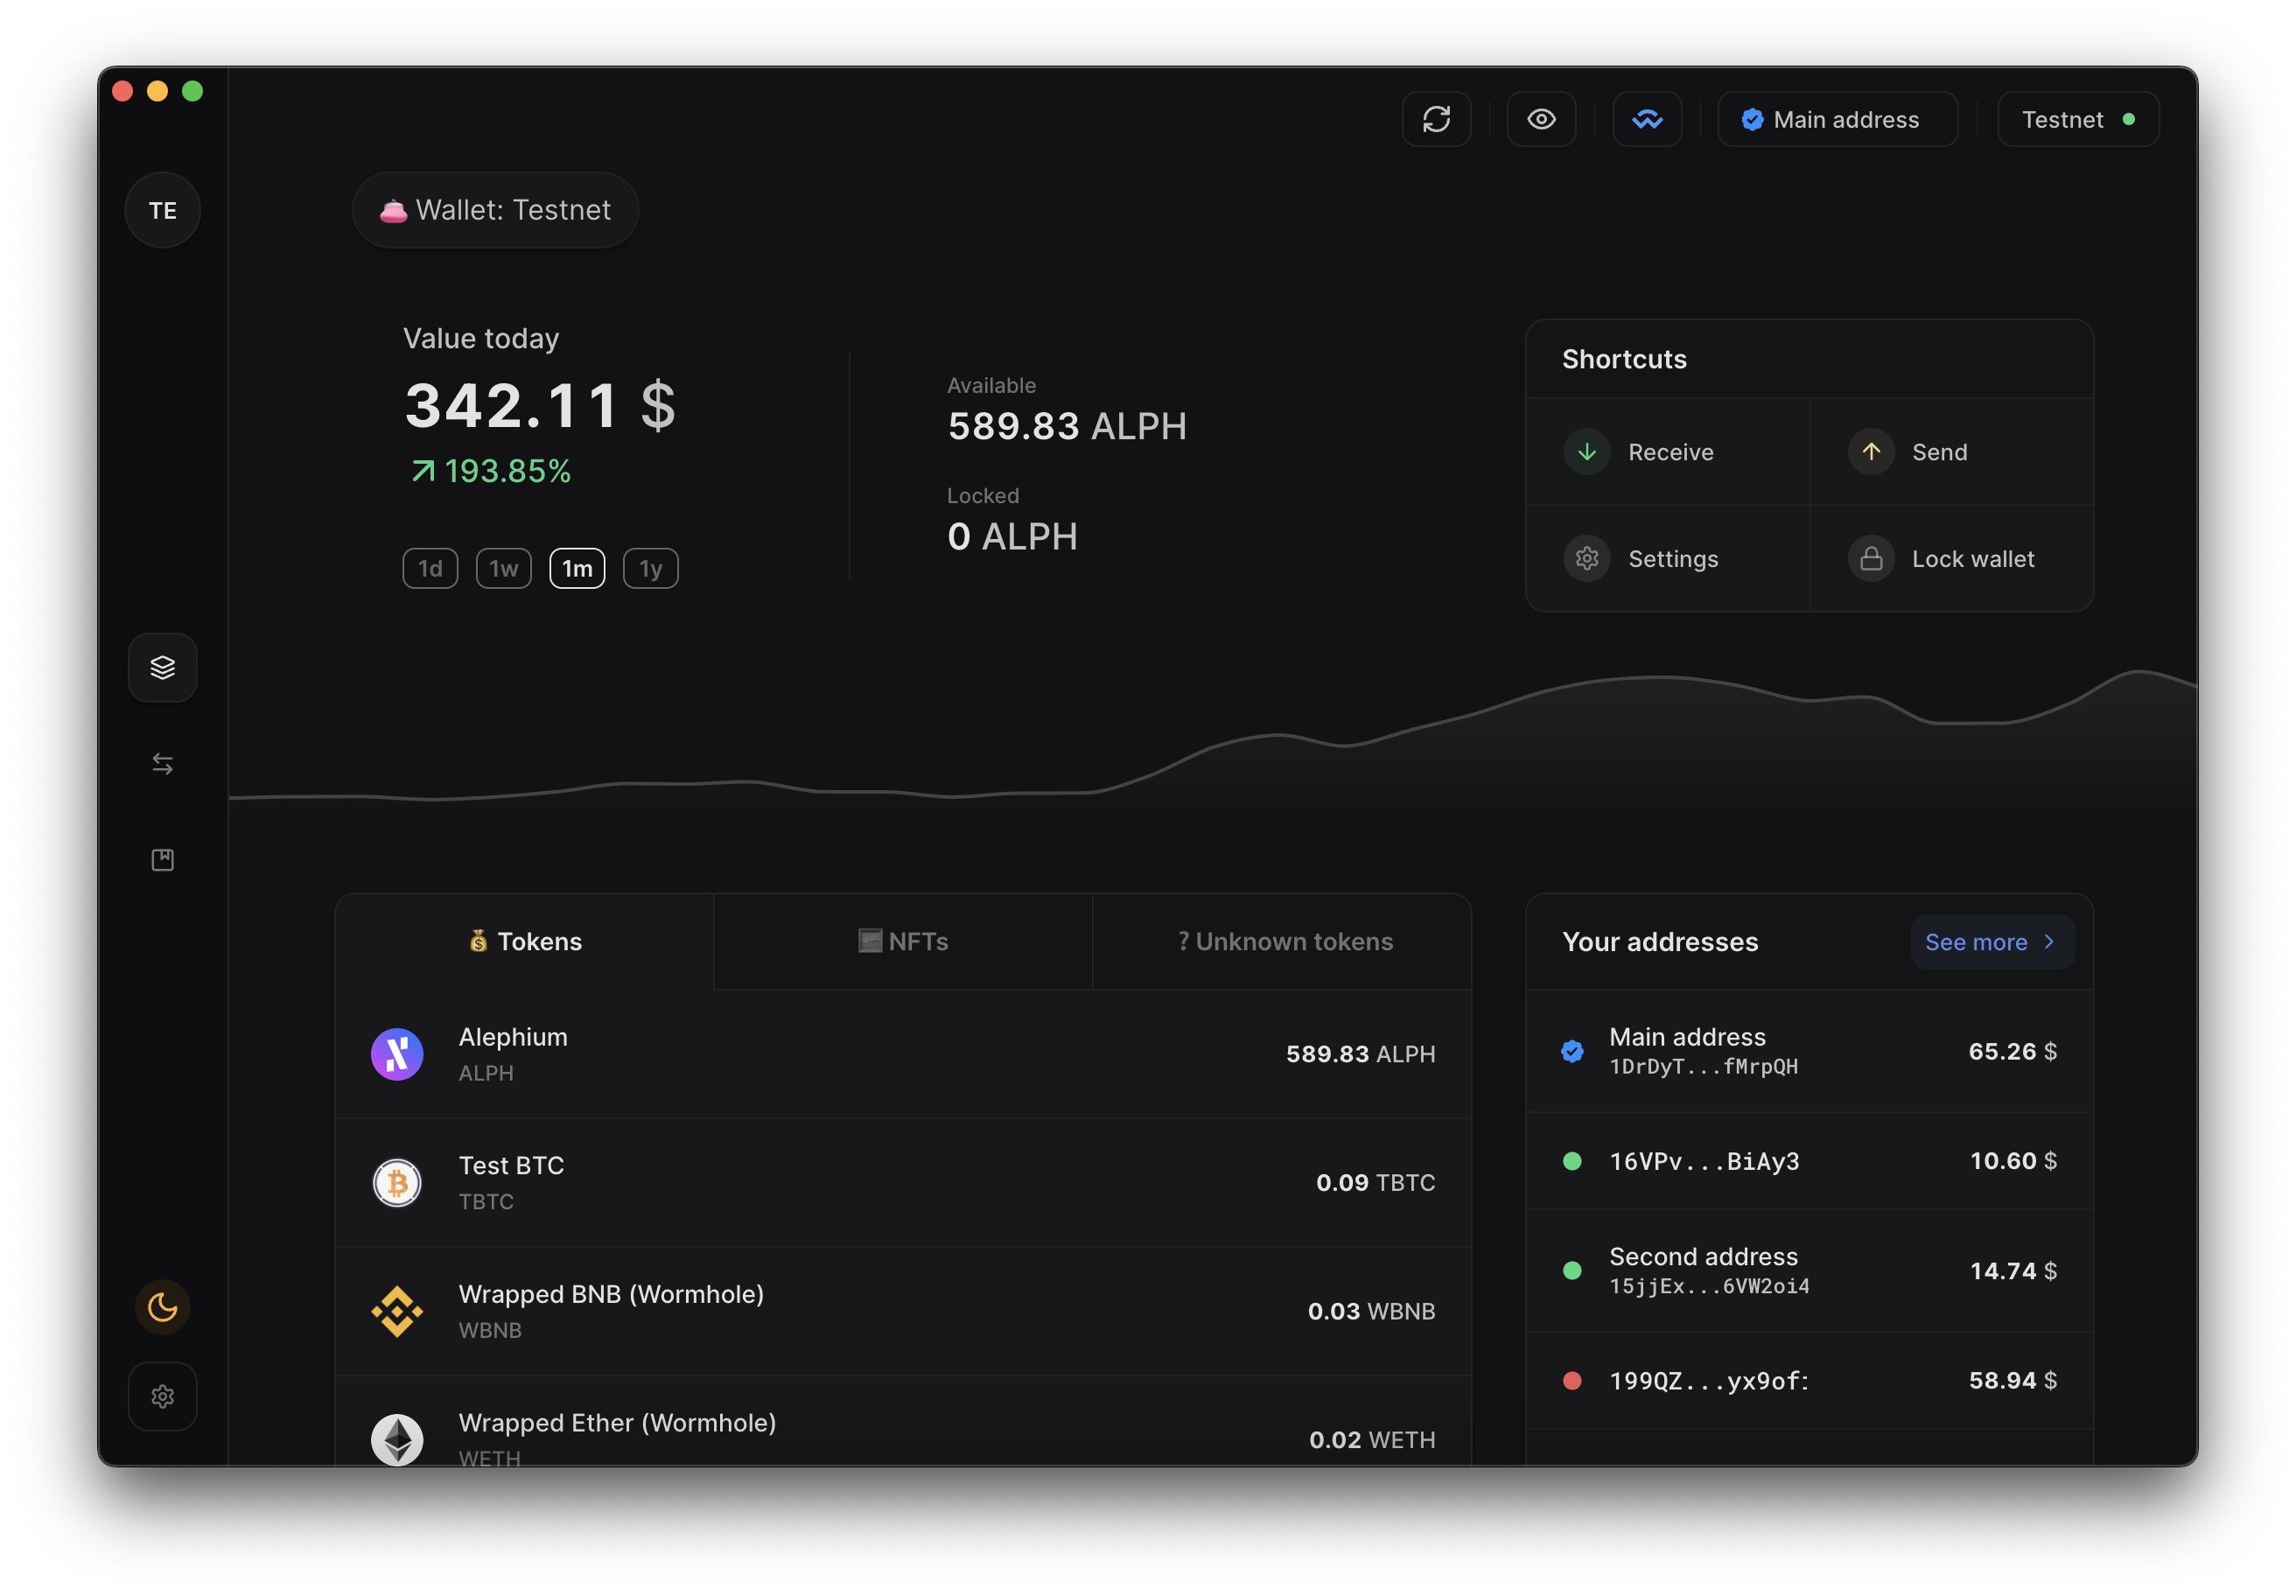 Main address
Testnet
TE
Wallet: Testnet
Value today
342.11 $
193.85%
1d 1w 1m 1y
Available
589.83 ALPH
Locked
0 ALPH
Shortcuts
Receive
Send
Settings
Lock wallet
Tokens
NFTs
? Unknown tokens
Alephium
ALPH
589.83 ALPH
Test BTC
TBTC
0.09 TBTC
Wrapped BNB (Wormhole)
WBNB
0.03 WBNB
Wrapped Ether (Wormhole)
WETH
0.02 WETH
Your addresses
See more
Main address
1DrDyT...fMrpQH
65.26 $
16VPv...BiAy3
10.60 $
Second address
15jjEx...6VW2oi4
14.74 $
199QZ...yx9of:
58.94 $